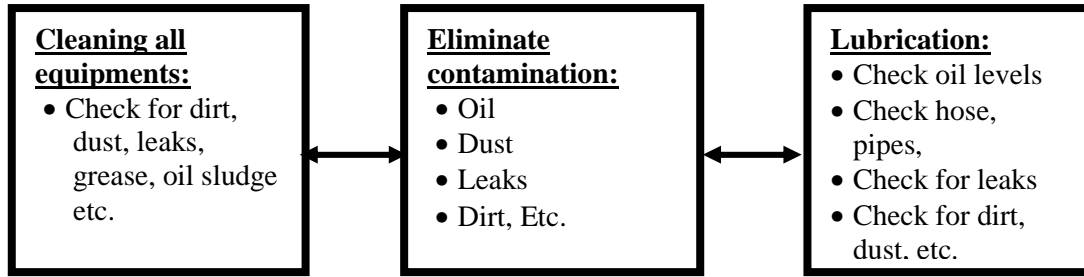 Cleaning all
equipments:
• Check for dirt,
dust, leaks,
grease, oil sludge
etc.
Eliminate
contamination:
• Oil
• Dust
• Leaks
• Dirt, Etc.
Lubrication:
• Check oil levels
• Check hose,
pipes,
• Check for leaks
• Check for dirt,
dust, etc.